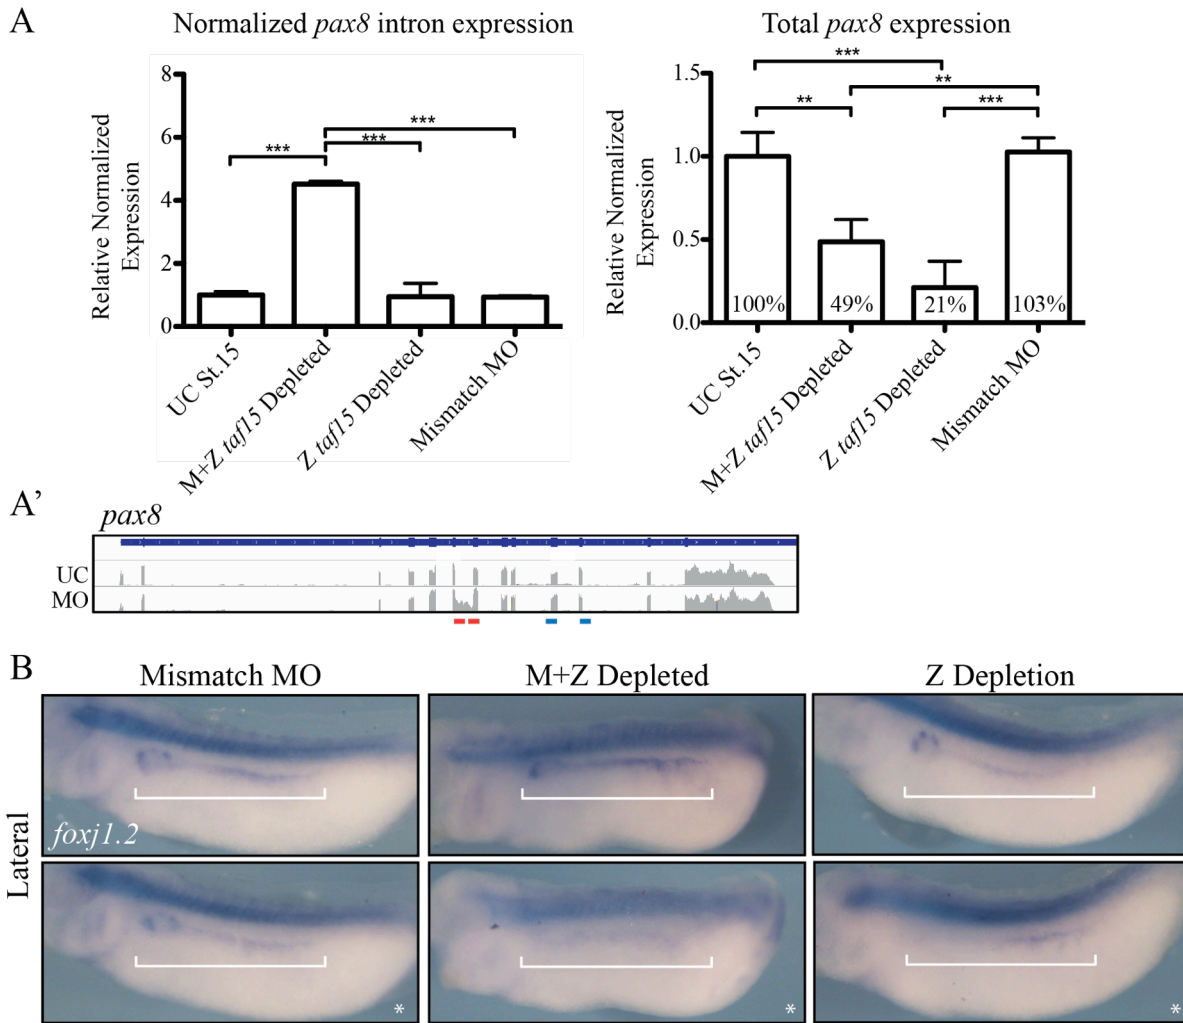 A
Normalized pax8 intron expression
Relative Normalized
Expression
8
6
4
2
0
***
***
***
UC St.15
M+Z taf15 Depleted
Z taf15 Depleted
Mismatch MO
Total pax8 expression
Relative Normalized
Expression
1.5
1.0
0.5
0.0
***
**
**
***
100%
49%
21%
103%
UC St.15
M+Z taf15 Depleted
Z taf15 Depleted
Mismatch MO
A’
pax8
UC
MO
B
Mismatch MO
M+Z Depleted
Z Depletion
Lateral
foxj1.2
*
*
*